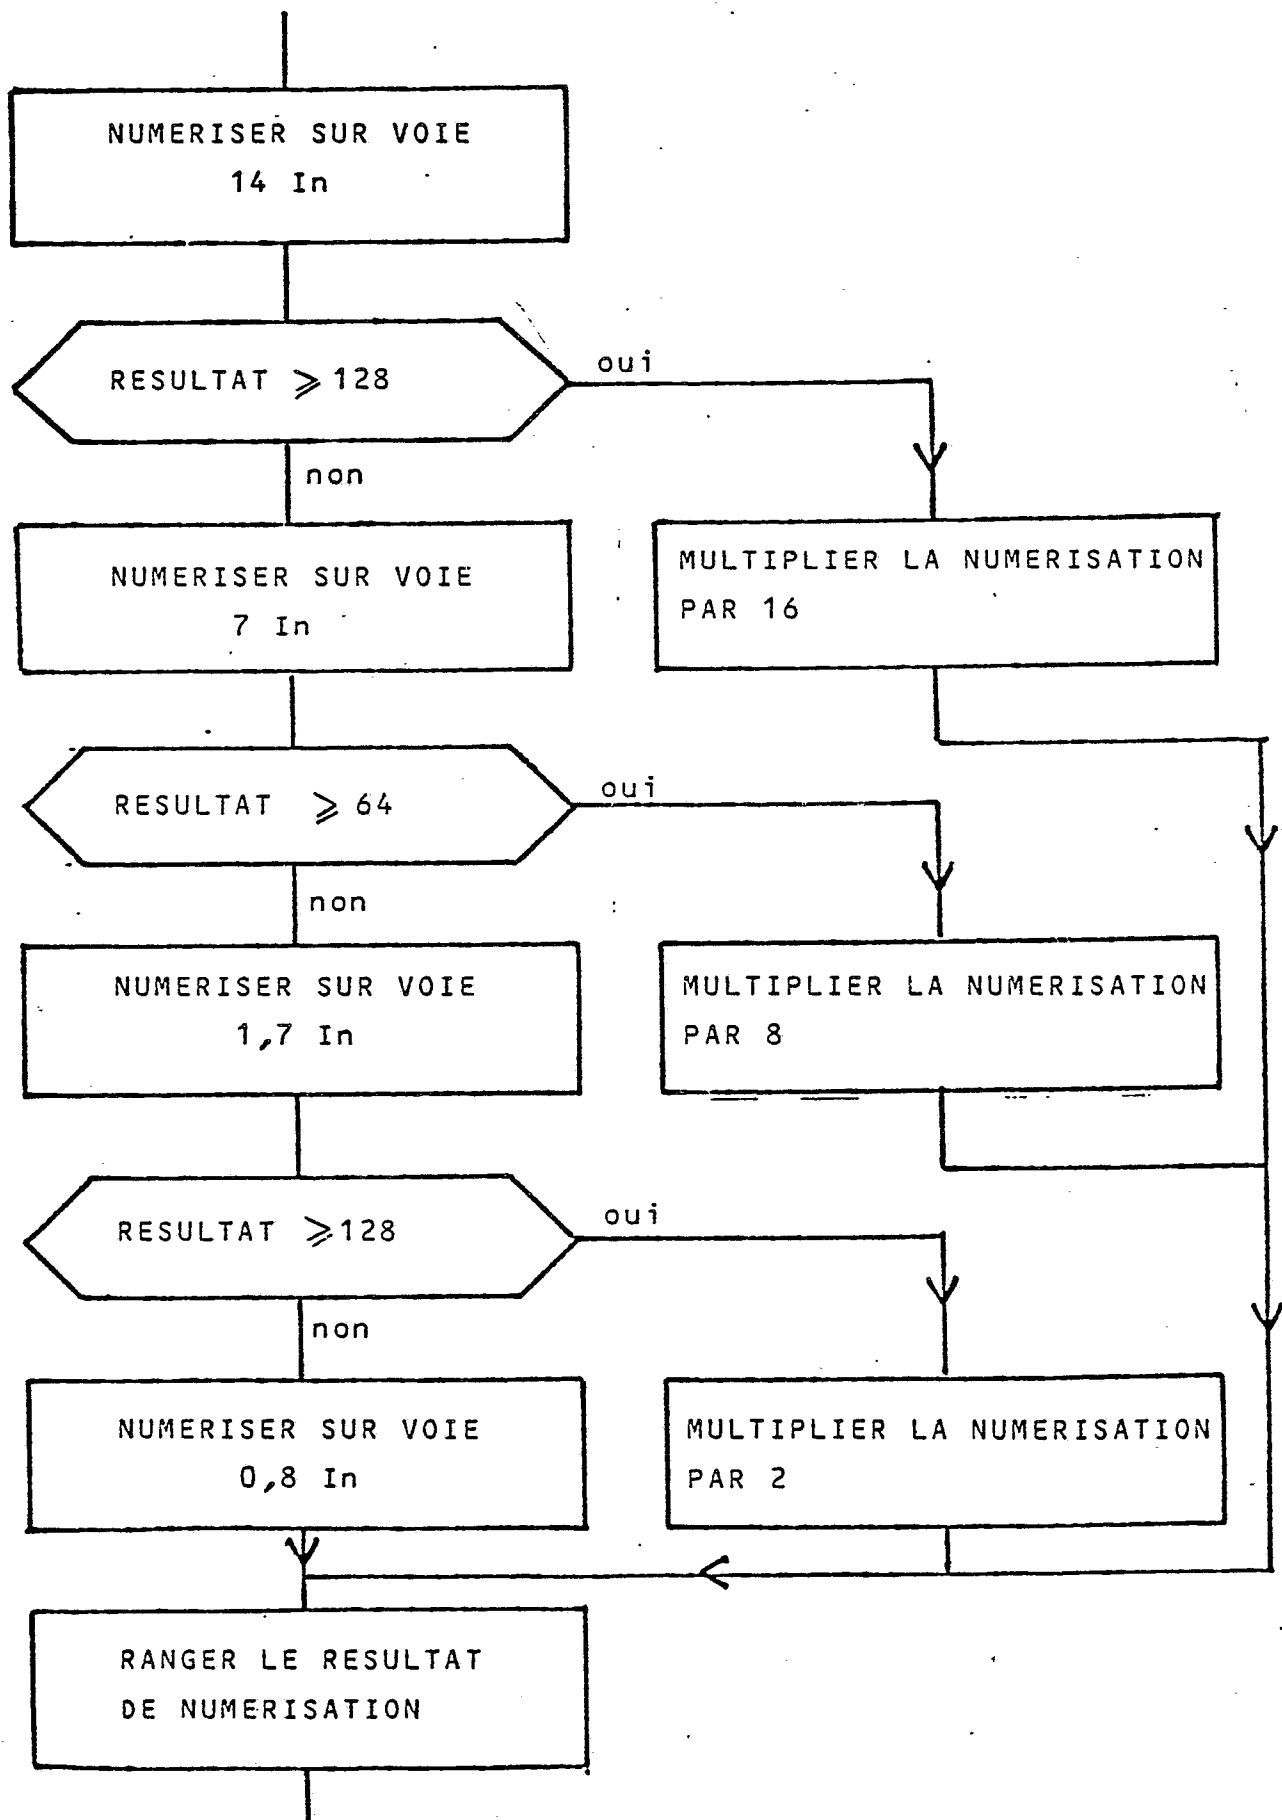 NUMERISER SUR VOIE
14 In
RESULTAT ⩾ 128
oui
non
NUMERISER SUR VOIE
7 In
MULTIPLIER LA NUMERISATION
PAR 16
RESULTAT ⩾ 64
oui
non
NUMERISER SUR VOIE
1,7 In
MULTIPLIER LA NUMERISATION
PAR 8
RESULTAT ⩾ 128
oui
non
NUMERISER SUR VOIE
0,8 In
MULTIPLIER LA NUMERISATION
PAR 2
RANGER LE RESULTAT
DE NUMERISATION